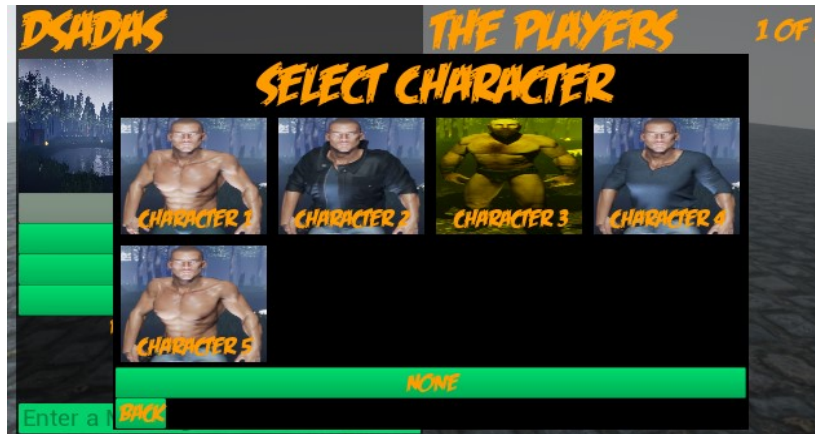 DSADAS
THE PLAYERS
1 OF
SELECT CHARACTER
CHARACTER 1
CHARACTER 2
CHARACTER 3
CHARACTER 4
CHARACTER 5
NONE
BACK
Enter a